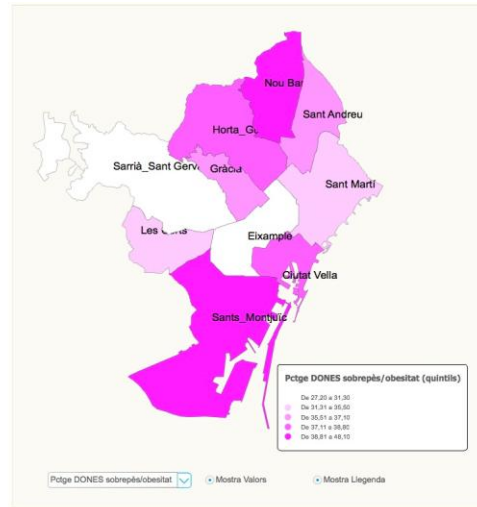 Nou Bar
Sant Andreu
Horta_Gu
Sarrià_Sant Gerv
Gràcia
Sant Martí
Les Corts
Eixample
Ciutat Vella
Sants_Montjuïc
Pctge DONES sobrepès/obesitat (quintils)
De 27,20 a 31,30
De 31,31 a 35,50
De 35,51 a 37,10
De 37,11 a 38,80
De 38,81 a 48,10
Pctge DONES sobrepès/obesitat
Mostra Valors
Mostra Llegenda